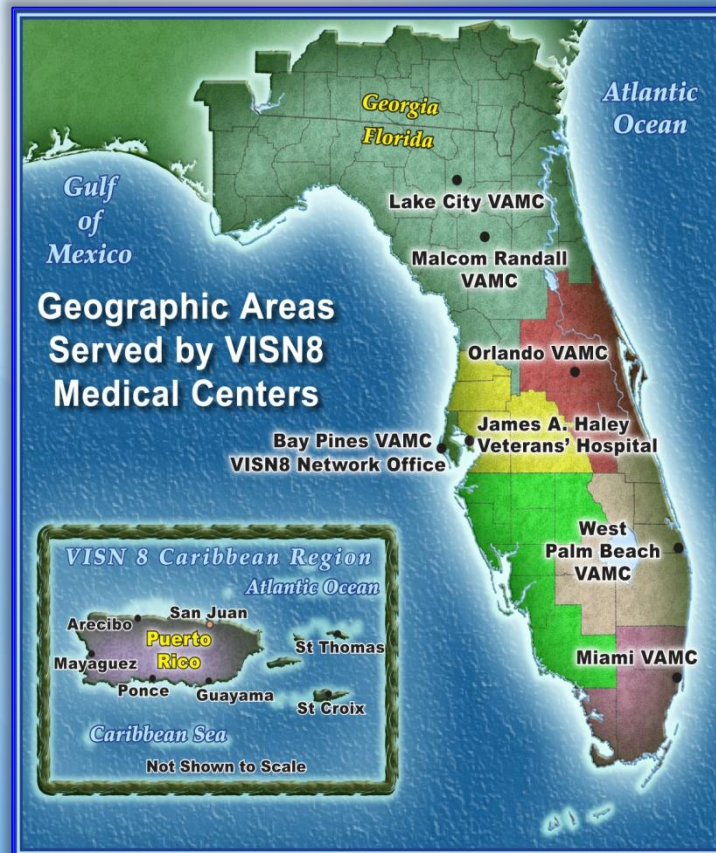 Georgia
Florida
Atlantic
Ocean
Gulf
of
Mexico
Lake City VAMC
Malcom Randall
VAMC
Geographic Areas
Served by VISN8
Medical Centers
Orlando VAMC
James A. Haley
Veterans' Hospital
Bay Pines VAMC
VISN8 Network Office
West
Palm Beach
VAMC
Miami VAMC
VISN 8 Caribbean Region
Atlantic Ocean
San Juan
Arecibo
Puerto
Rico
St Thomas
Mayaguez
Ponce
Guayama
St Croix
Caribbean Sea
Not Shown to Scale